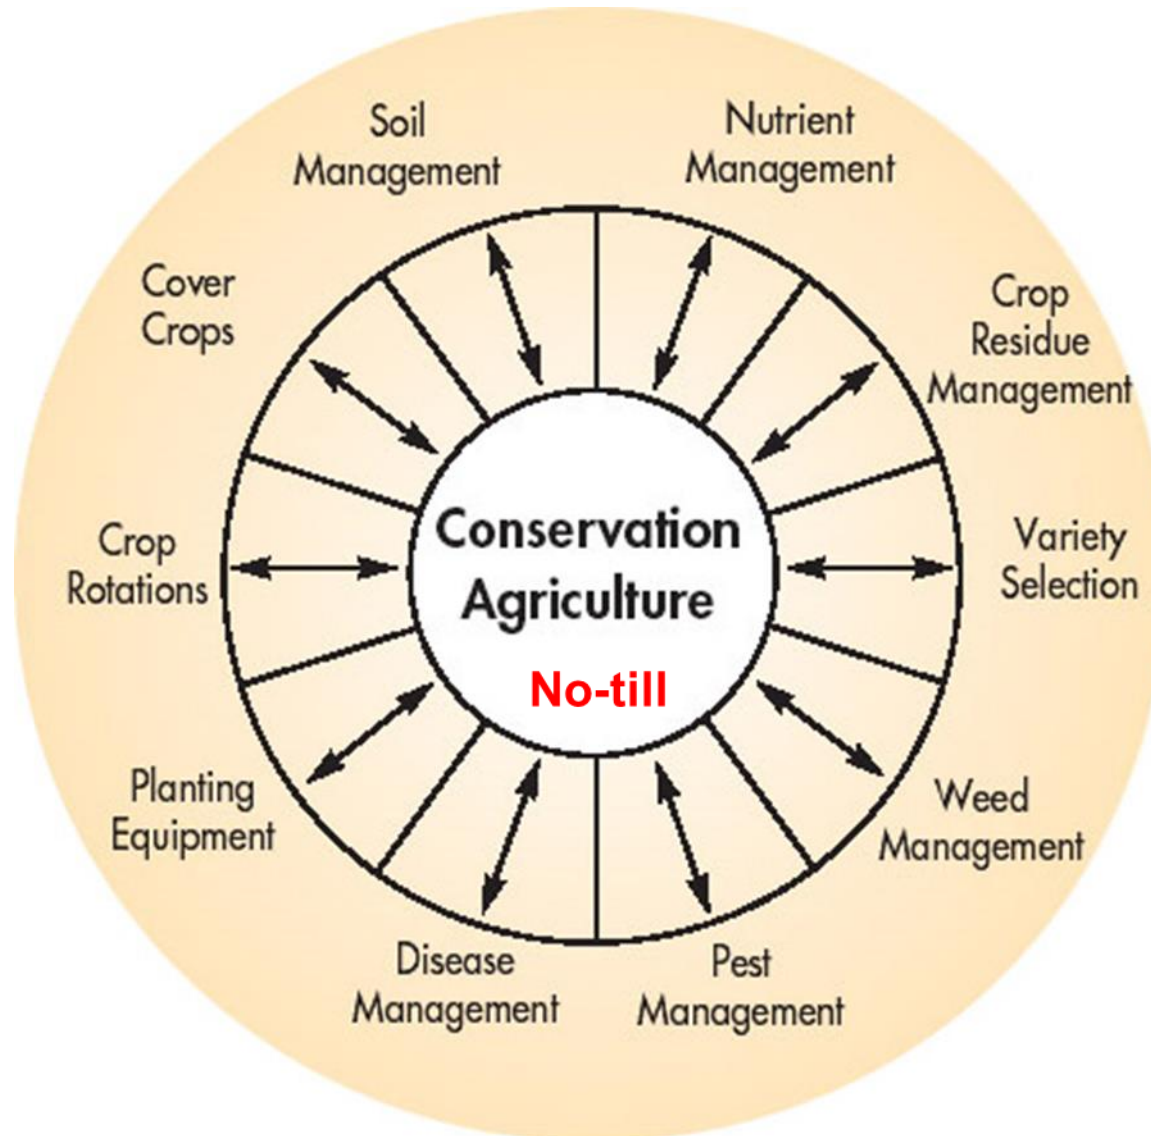 Soil
Management
Nutrient
Management
Cover
Crops
Crop
Residue
Management
Crop
Rotations
Conservation
Agriculture
No-till
Variety
Selection
Planting
Equipment
Weed
Management
Disease
Management
Pest
Management